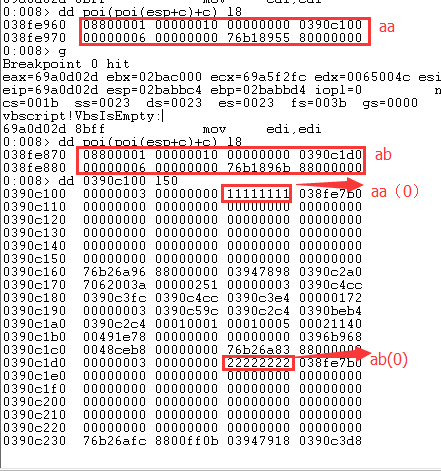 0:008> dd poi(poi(esp+c)+c) l8
038fe960  08800001 00000010 00000000 0390c100
038fe970  00000006 00000000 76b18955 88000000
aa
0:008> g
Breakpoint 0 hit
eax=69a0d02d ebx=02bac000 ecx=69a5f2fc edx=0065004c esi
eip=69a0d02d esp=02babbc4 ebp=02babbd4 iopl=0         n
cs=001b  ss=0023  ds=0023  es=0023  fs=003b  gs=0000
vbscript!VbsIsEmpty:
69a0d02d 8bff            mov     edi,edi
038fe870  08800001 00000010 00000000 0390c1d0
038fe880  00000006 00000000 76b1896b 88000000
ab
0:008> dd 0390c100 l50
0390c100  00000003 00000000 11111111 038fe7b0
aa（0）
0390c110  00000000 00000000 00000000 00000000
0390c120  00000000 00000000 00000000 00000000
0390c130  00000000 00000000 00000000 00000000
0390c140  00000000 00000000 00000000 00000000
0390c150  00000000 00000000 00000000 00000000
0390c160  76b26a96 88000000 03947898 0390c2a0
0390c170  7062003a 00000251 00000003 0390c4cc
0390c180  0390c3fc 0390c4cc 0390c3e4 00000172
0390c190  00000003 0390c59c 0390c2c4 0390beb4
0390c1a0  0390c2c4 00010001 00010005 00021140
0390c1b0  00491e78 00000000 00000000 0396b968
0390c1c0  0048ceb8 00000000 76b26a83 88000000
0390c1d0  00000003 00000000 22222222 038fe7b0
ab(0)
0390c1e0  00000000 00000000 00000000 00000000
0390c1f0  00000000 00000000 00000000 00000000
0390c200  00000000 00000000 00000000 00000000
0390c210  00000000 00000000 00000000 00000000
0390c220  00000000 00000000 00000000 00000000
0390c230  76b26afc 8800ff0b 03947918 0390c3d8